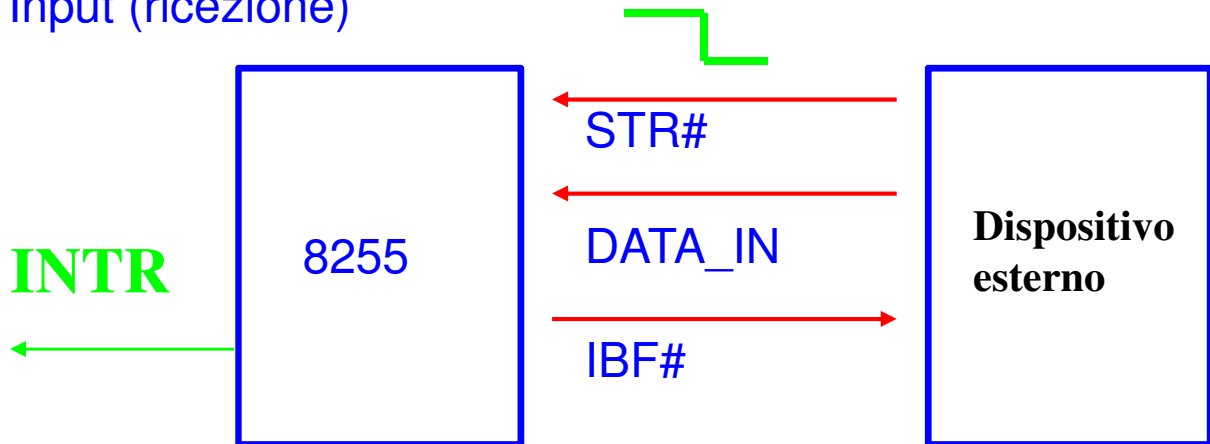 Input (ricezione)
STR#
INTR
8255
DATA_IN
Dispositivo
esterno
IBF#